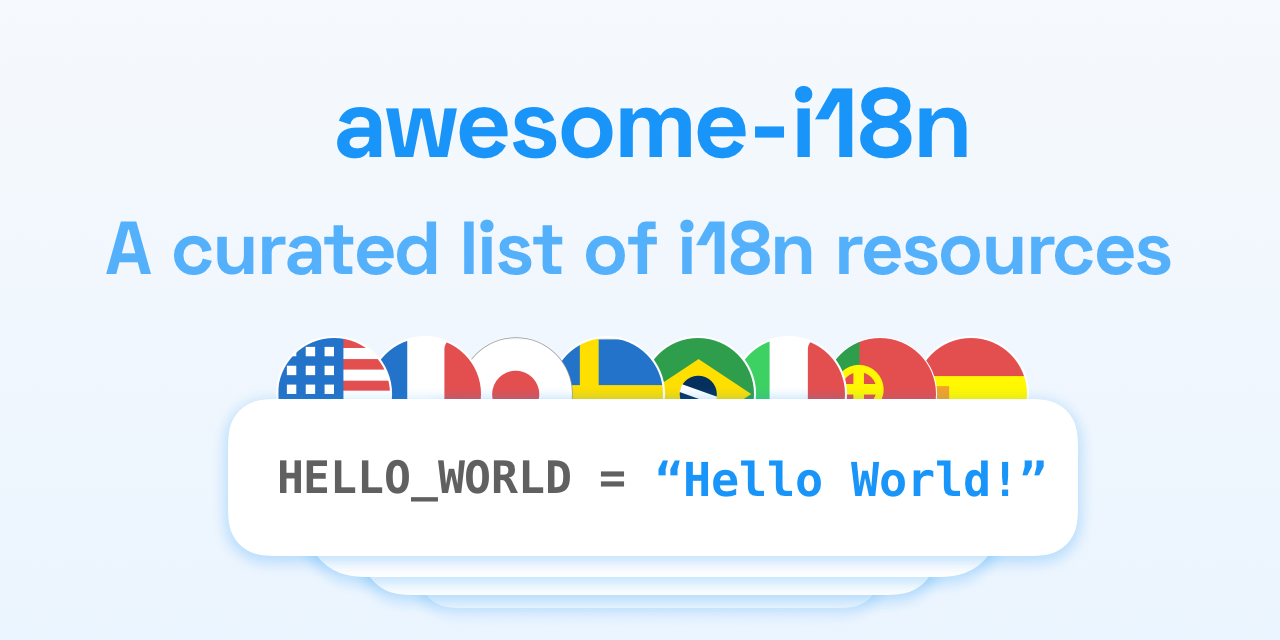 awesome-i18n
A curated list of i18n resources
HELLO_WORLD = “Hello World!”